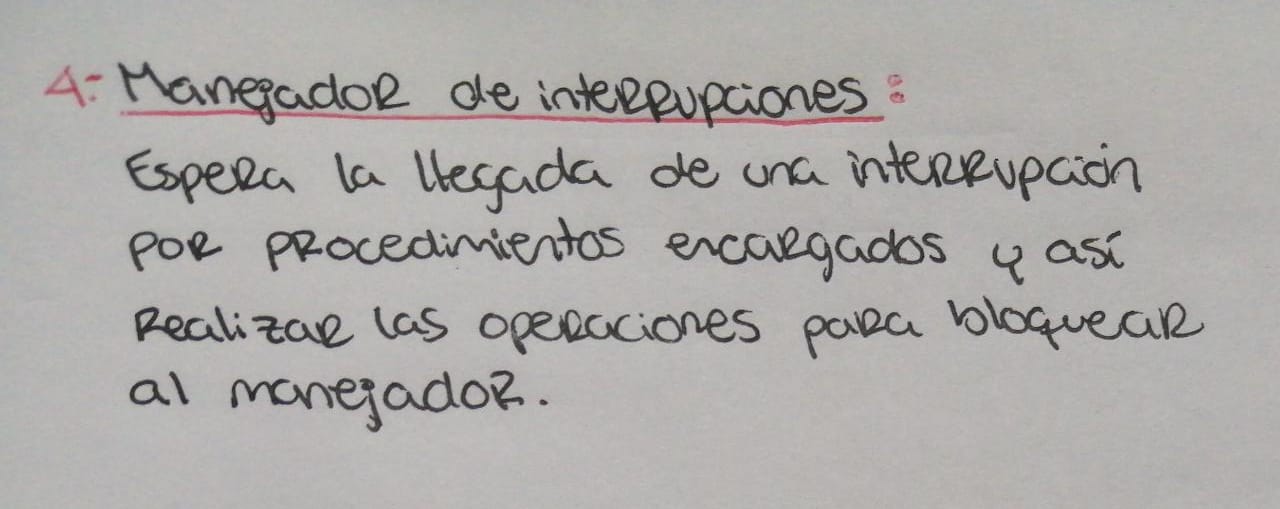 4.- Manejador de interrupciones:
Espera la llegada de una interrupción
por procedimientos encargados y así
realizar las operaciones para bloquear
al manejador.